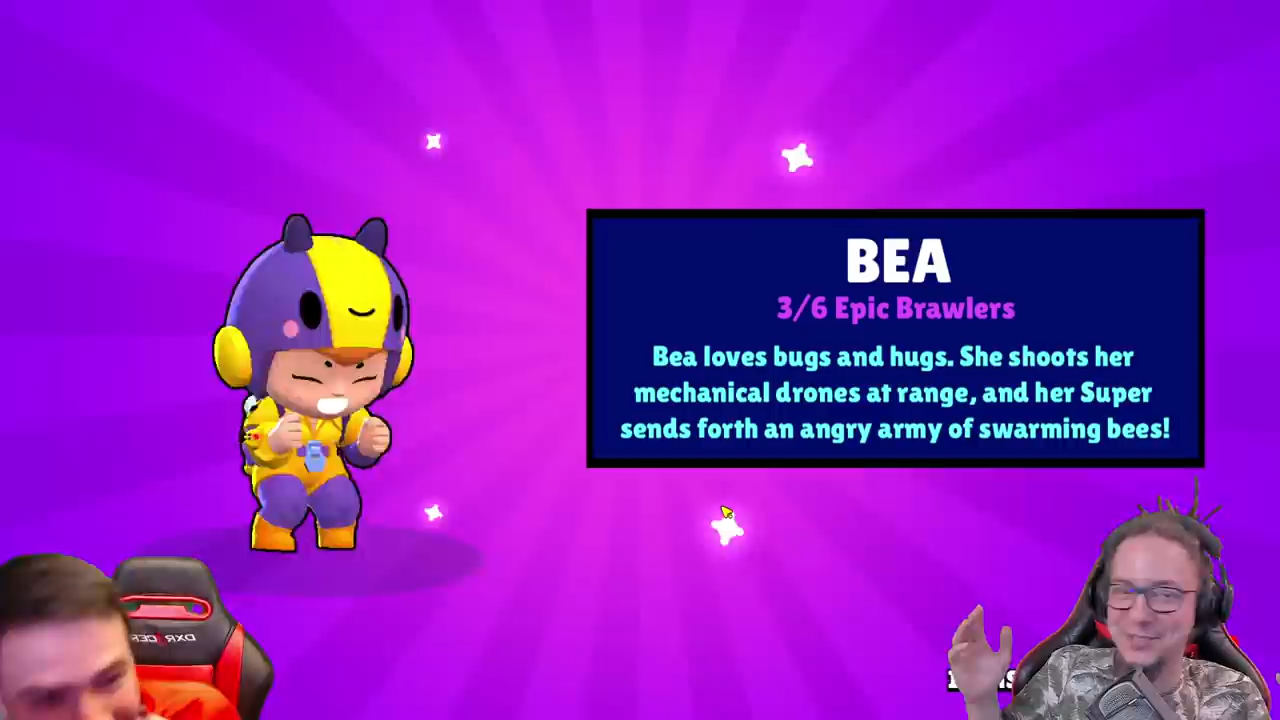 BEA
3/6 Epic Brawlers
Bea loves bugs and hugs. She shoots her
mechanical drones at range, and her Super
sends forth an angry army of swarming bees!